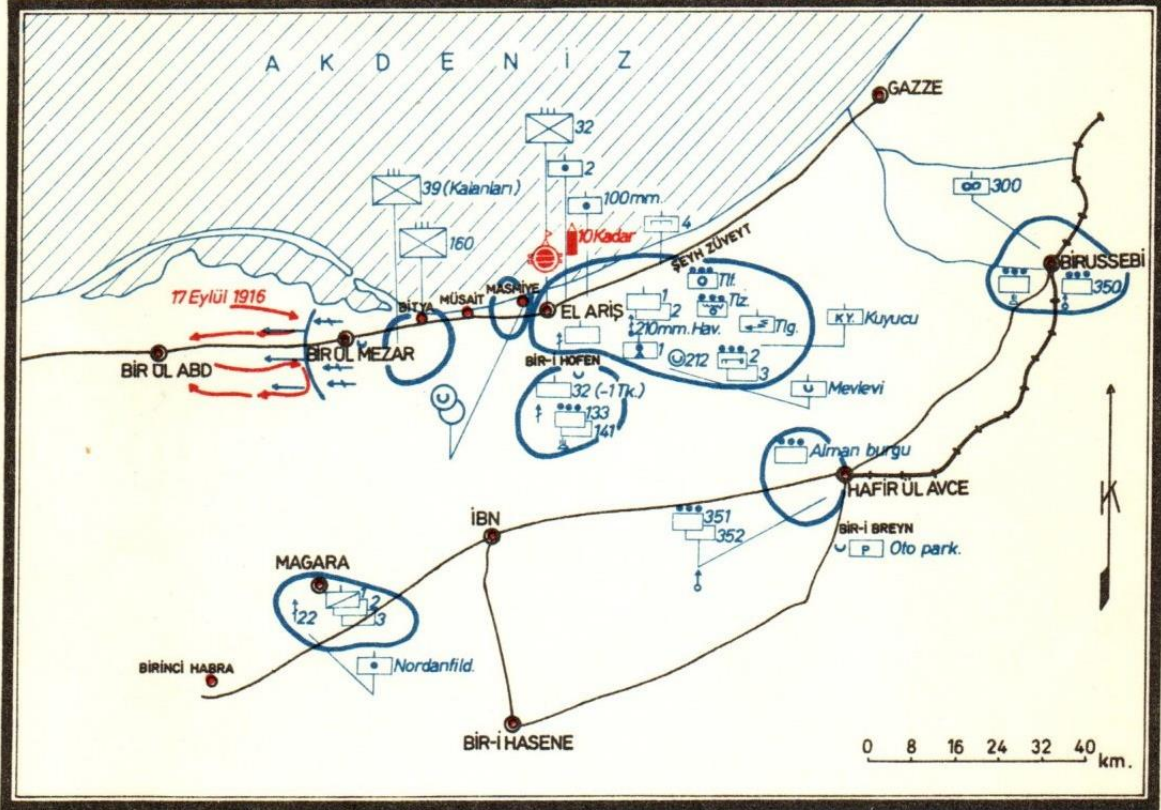 AKDENİZ
GAZZE
32
2
39 (Kalanları)
100 mm.
300
160
10 Kadar
4
ŞEYH ZÜVEYT
BİRUSSEBİ
350
17 Eylül 1916
BİTYA
MÜSAİT
MASMİYE
EL ARİŞ
Tlf.
Tlz.
Tlg.
1
2
210mm. Hav.
1
212
2
3
KY.
Kuyucu
Mevlevi
BİR ÜL ABD
BİR ÜL MEZAR
BİR-İ HOFEN
32 (-1 Tk.)
133
141
Alman burgu
HAFİR ÜL AVCE
351
352
BİR-İ BREYN
P
Oto park.
K
İBN
MAGARA
1
2
3
22
Nordanfild.
BİRİNCİ HABRA
BİR-İ HASENE
0 8 16 24 32 40
km.